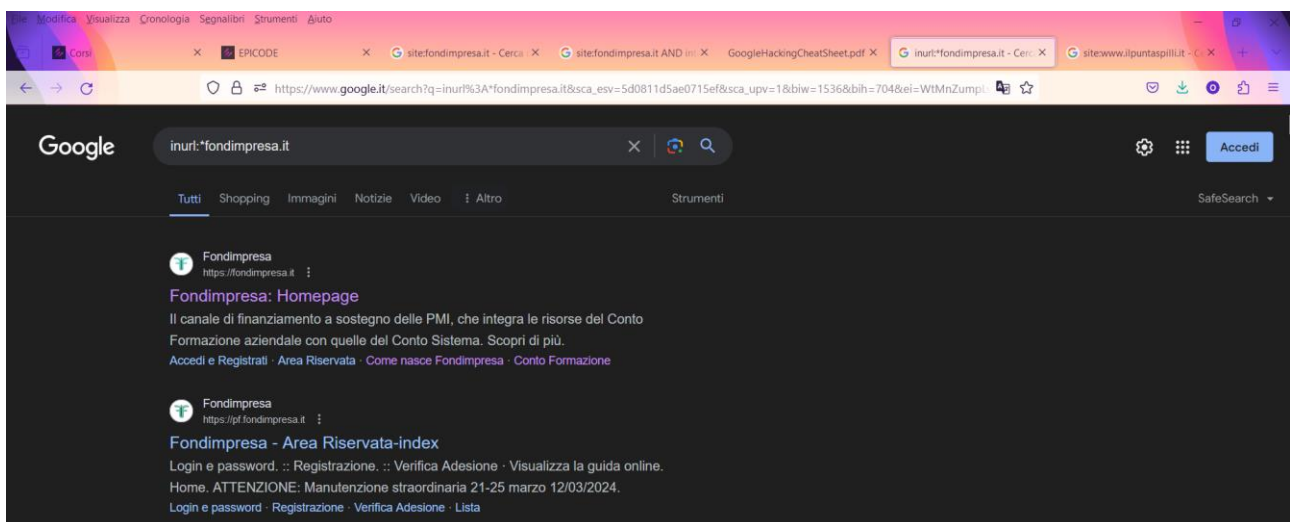 File Modifica Visualizza Cronologia Segnalibri Strumenti Aiuto
Corsi EPICODE site:fondimpresa.it - Cerca site:fondimpresa.it AND GoogleHackingCheatSheet.pdf inurl:*fondimpresa.it - Cerc site:www.ilpuntaspilli.it
https://www.google.it/search?q=inurl%3A*fondimpresa.it&sca_esv=5d0811d5ae0715ef&sca_upv=1&biw=1536&bih=704&ei=WtMnZumpL
Google inurl:*fondimpresa.it Accedi
Tutti Shopping Immagini Notizie Video Altro Strumenti SafeSearch
Fondimpresa
https://fondimpresa.it
Fondimpresa: Homepage
Il canale di finanziamento a sostegno delle PMI, che integra le risorse del Conto
Formazione aziendale con quelle del Conto Sistema. Scopri di più.
Accedi e Registrati · Area Riservata · Come nasce Fondimpresa · Conto Formazione
Fondimpresa
https://pf.fondimpresa.it
Fondimpresa - Area Riservata-index
Login e password. :: Registrazione. :: Verifica Adesione · Visualizza la guida online.
Home. ATTENZIONE: Manutenzione straordinaria 21-25 marzo 12/03/2024.
Login e password · Registrazione · Verifica Adesione · Lista